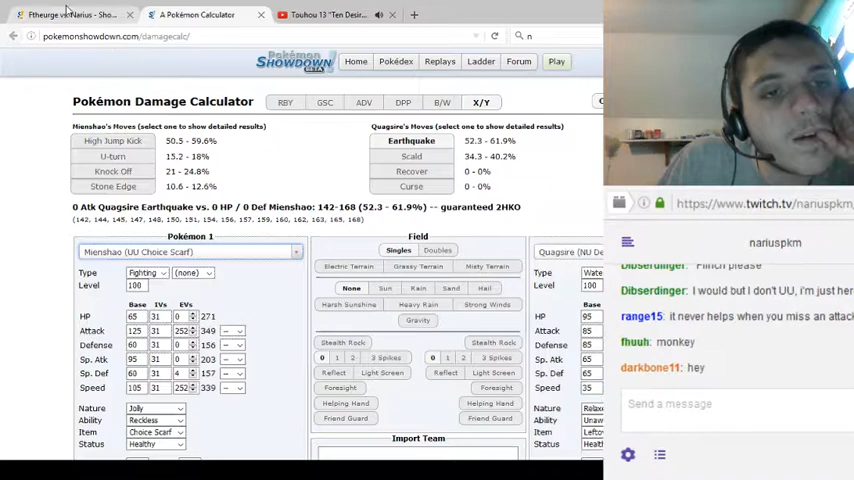 Ftheurge vs Narius - Sho...
A Pokémon Calculator
Touhou 13 "Ten Desir...
pokemonshowdown.com/damagecalc/
n
Pokémon Showdown BETA
Home Pokédex Replays Ladder Forum Play
Pokémon Damage Calculator RBY GSC ADV DPP B/W X/Y
Mienshao's Moves (select one to show detailed results)
High Jump Kick 50.5 - 59.6%
U-turn 15.2 - 18%
Knock Off 21 - 24.8%
Stone Edge 10.6 - 12.6%
Quagsire's Moves (select one to show detailed results)
Earthquake 52.3 - 61.9%
Scald 34.3 - 40.2%
Recover 0 - 0%
Curse 0 - 0%
0 Atk Quagsire Earthquake vs. 0 HP / 0 Def Mienshao: 142-168 (52.3 - 61.9%) -- guaranteed 2HKO
(142, 144, 145, 147, 148, 150, 151, 154, 156, 157, 159, 160, 162, 163, 165, 168)
Pokémon 1
Mienshao (UU Choice Scarf)
Type Fighting (none)
Level 100
Base IVs EVs
HP 65 31 0 271
Attack 125 31 252 349 --
Defense 60 31 0 156 --
Sp. Atk 95 31 0 203 --
Sp. Def 60 31 4 157 --
Speed 105 31 252 339 --
Nature Jolly
Ability Reckless
Item Choice Scarf
Status Healthy
Field
Singles Doubles
Electric Terrain Grassy Terrain Misty Terrain
None Sun Rain Sand Hail
Harsh Sunshine Heavy Rain Strong Winds
Gravity
Stealth Rock Stealth Rock
0 1 2 3 Spikes 0 1 2 3 Spikes
Reflect Light Screen Reflect Light Screen
Foresight Foresight
Helping Hand Helping Hand
Friend Guard Friend Guard
Import Team
Quagsire (NU De
Type Wate
Level 100
Base
HP 95
Attack 85
Defense 85
Sp. Atk 65
Sp. Def 65
Speed 35
Nature Relaxe
Ability Unaw
Item Lefto
Status Health
https://www.twitch.tv/nariuspkm
nariuspkm
Dibserdinger: Flinch please
Dibserdinger: I would but I don't UU, i'm just here
range15: it never helps when you miss an attack
fhuuh: monkey
darkbone11: hey
Send a message